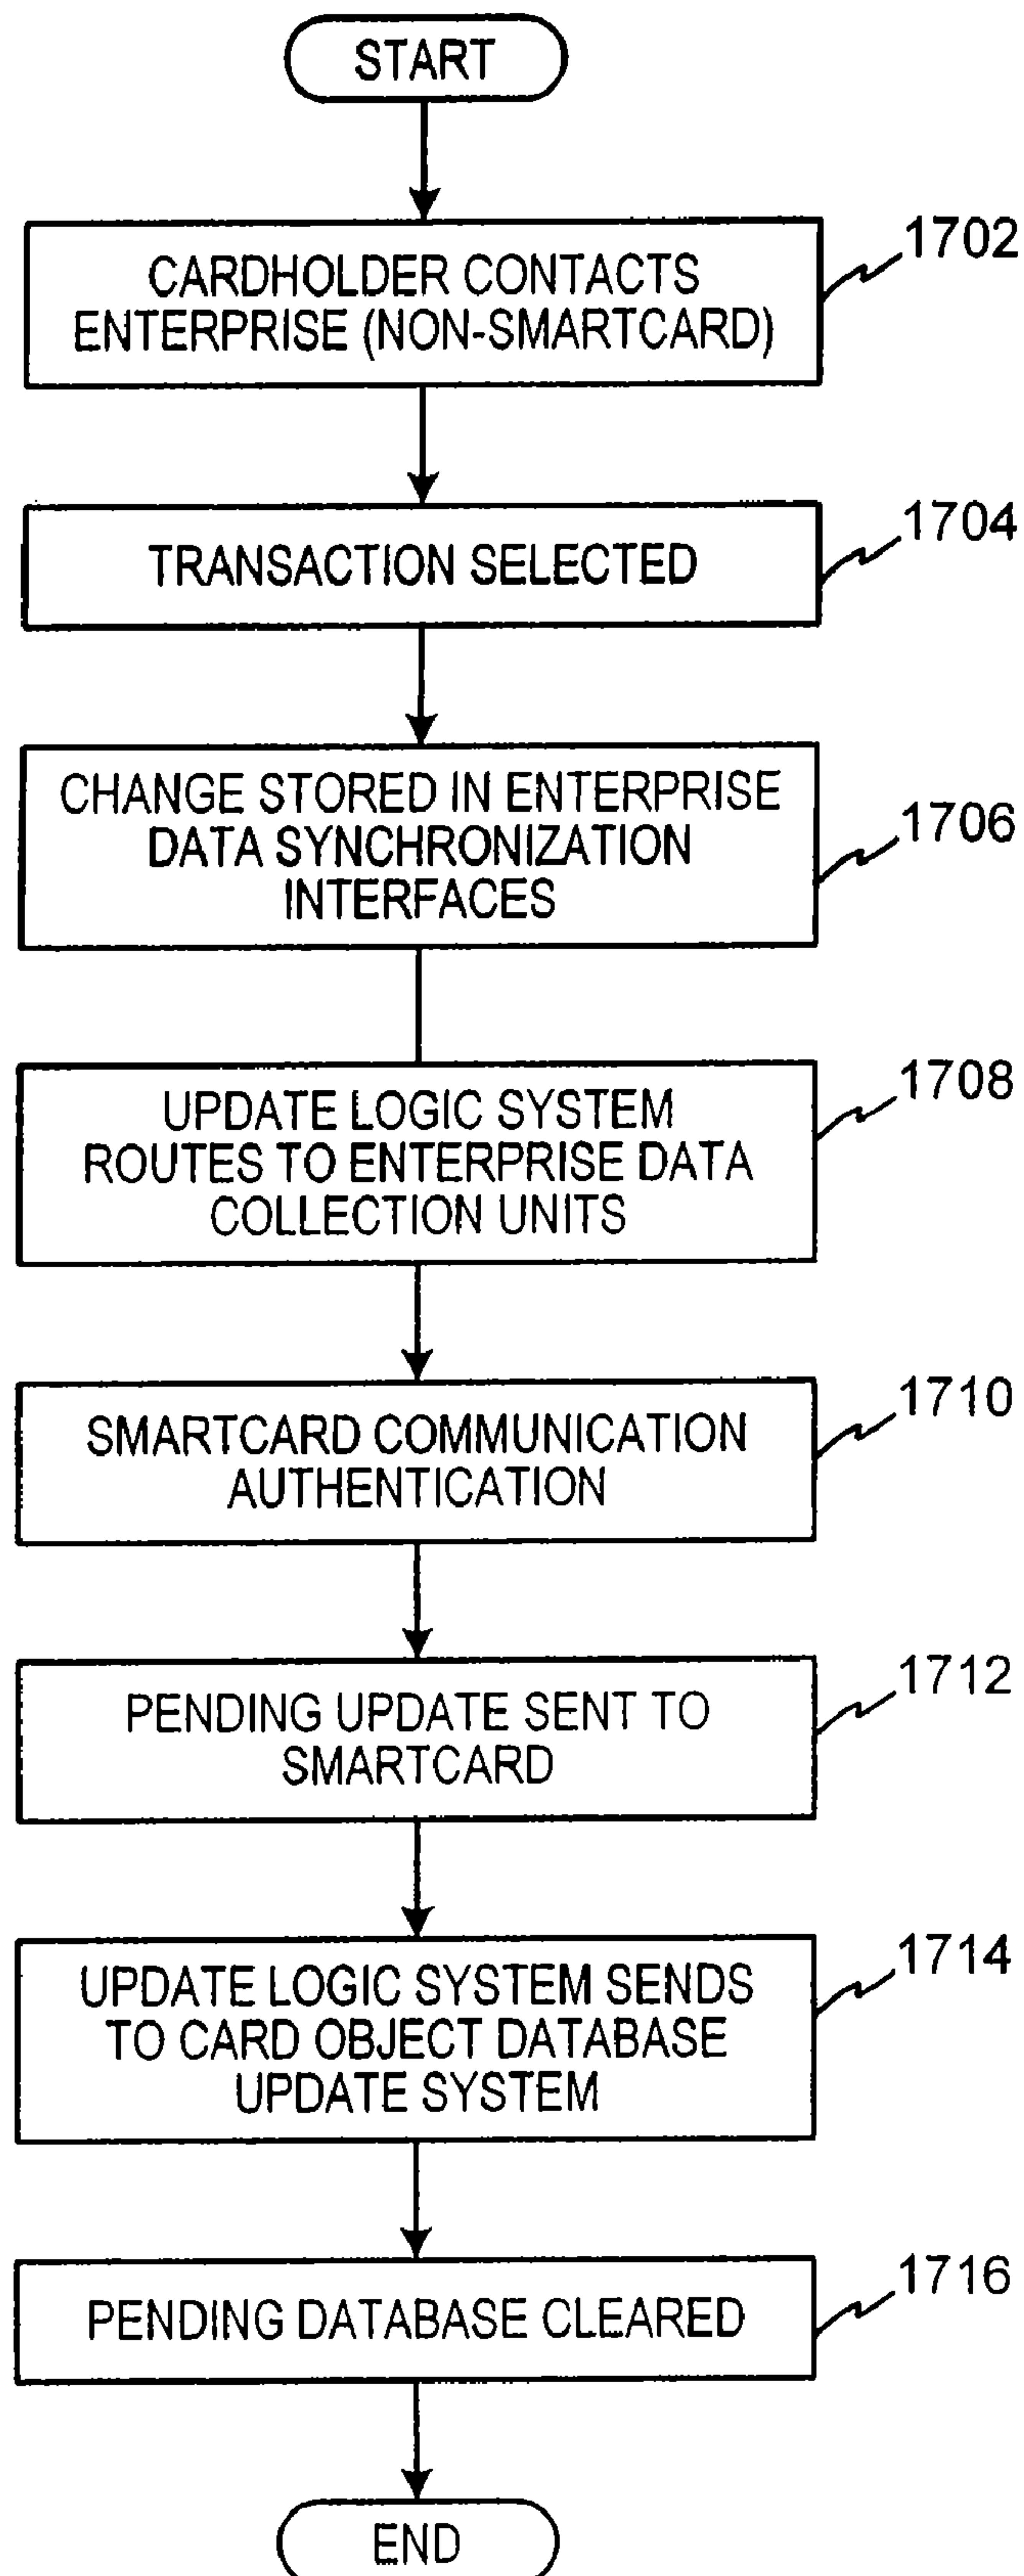 START
1702
CARDHOLDER CONTACTS
ENTERPRISE (NON-SMARTCARD)
1704
TRANSACTION SELECTED
1706
CHANGE STORED IN ENTERPRISE
DATA SYNCHRONIZATION
INTERFACES
1708
UPDATE LOGIC SYSTEM
ROUTES TO ENTERPRISE DATA
COLLECTION UNITS
1710
SMARTCARD COMMUNICATION
AUTHENTICATION
1712
PENDING UPDATE SENT TO
SMARTCARD
1714
UPDATE LOGIC SYSTEM SENDS
TO CARD OBJECT DATABASE
UPDATE SYSTEM
1716
PENDING DATABASE CLEARED
END